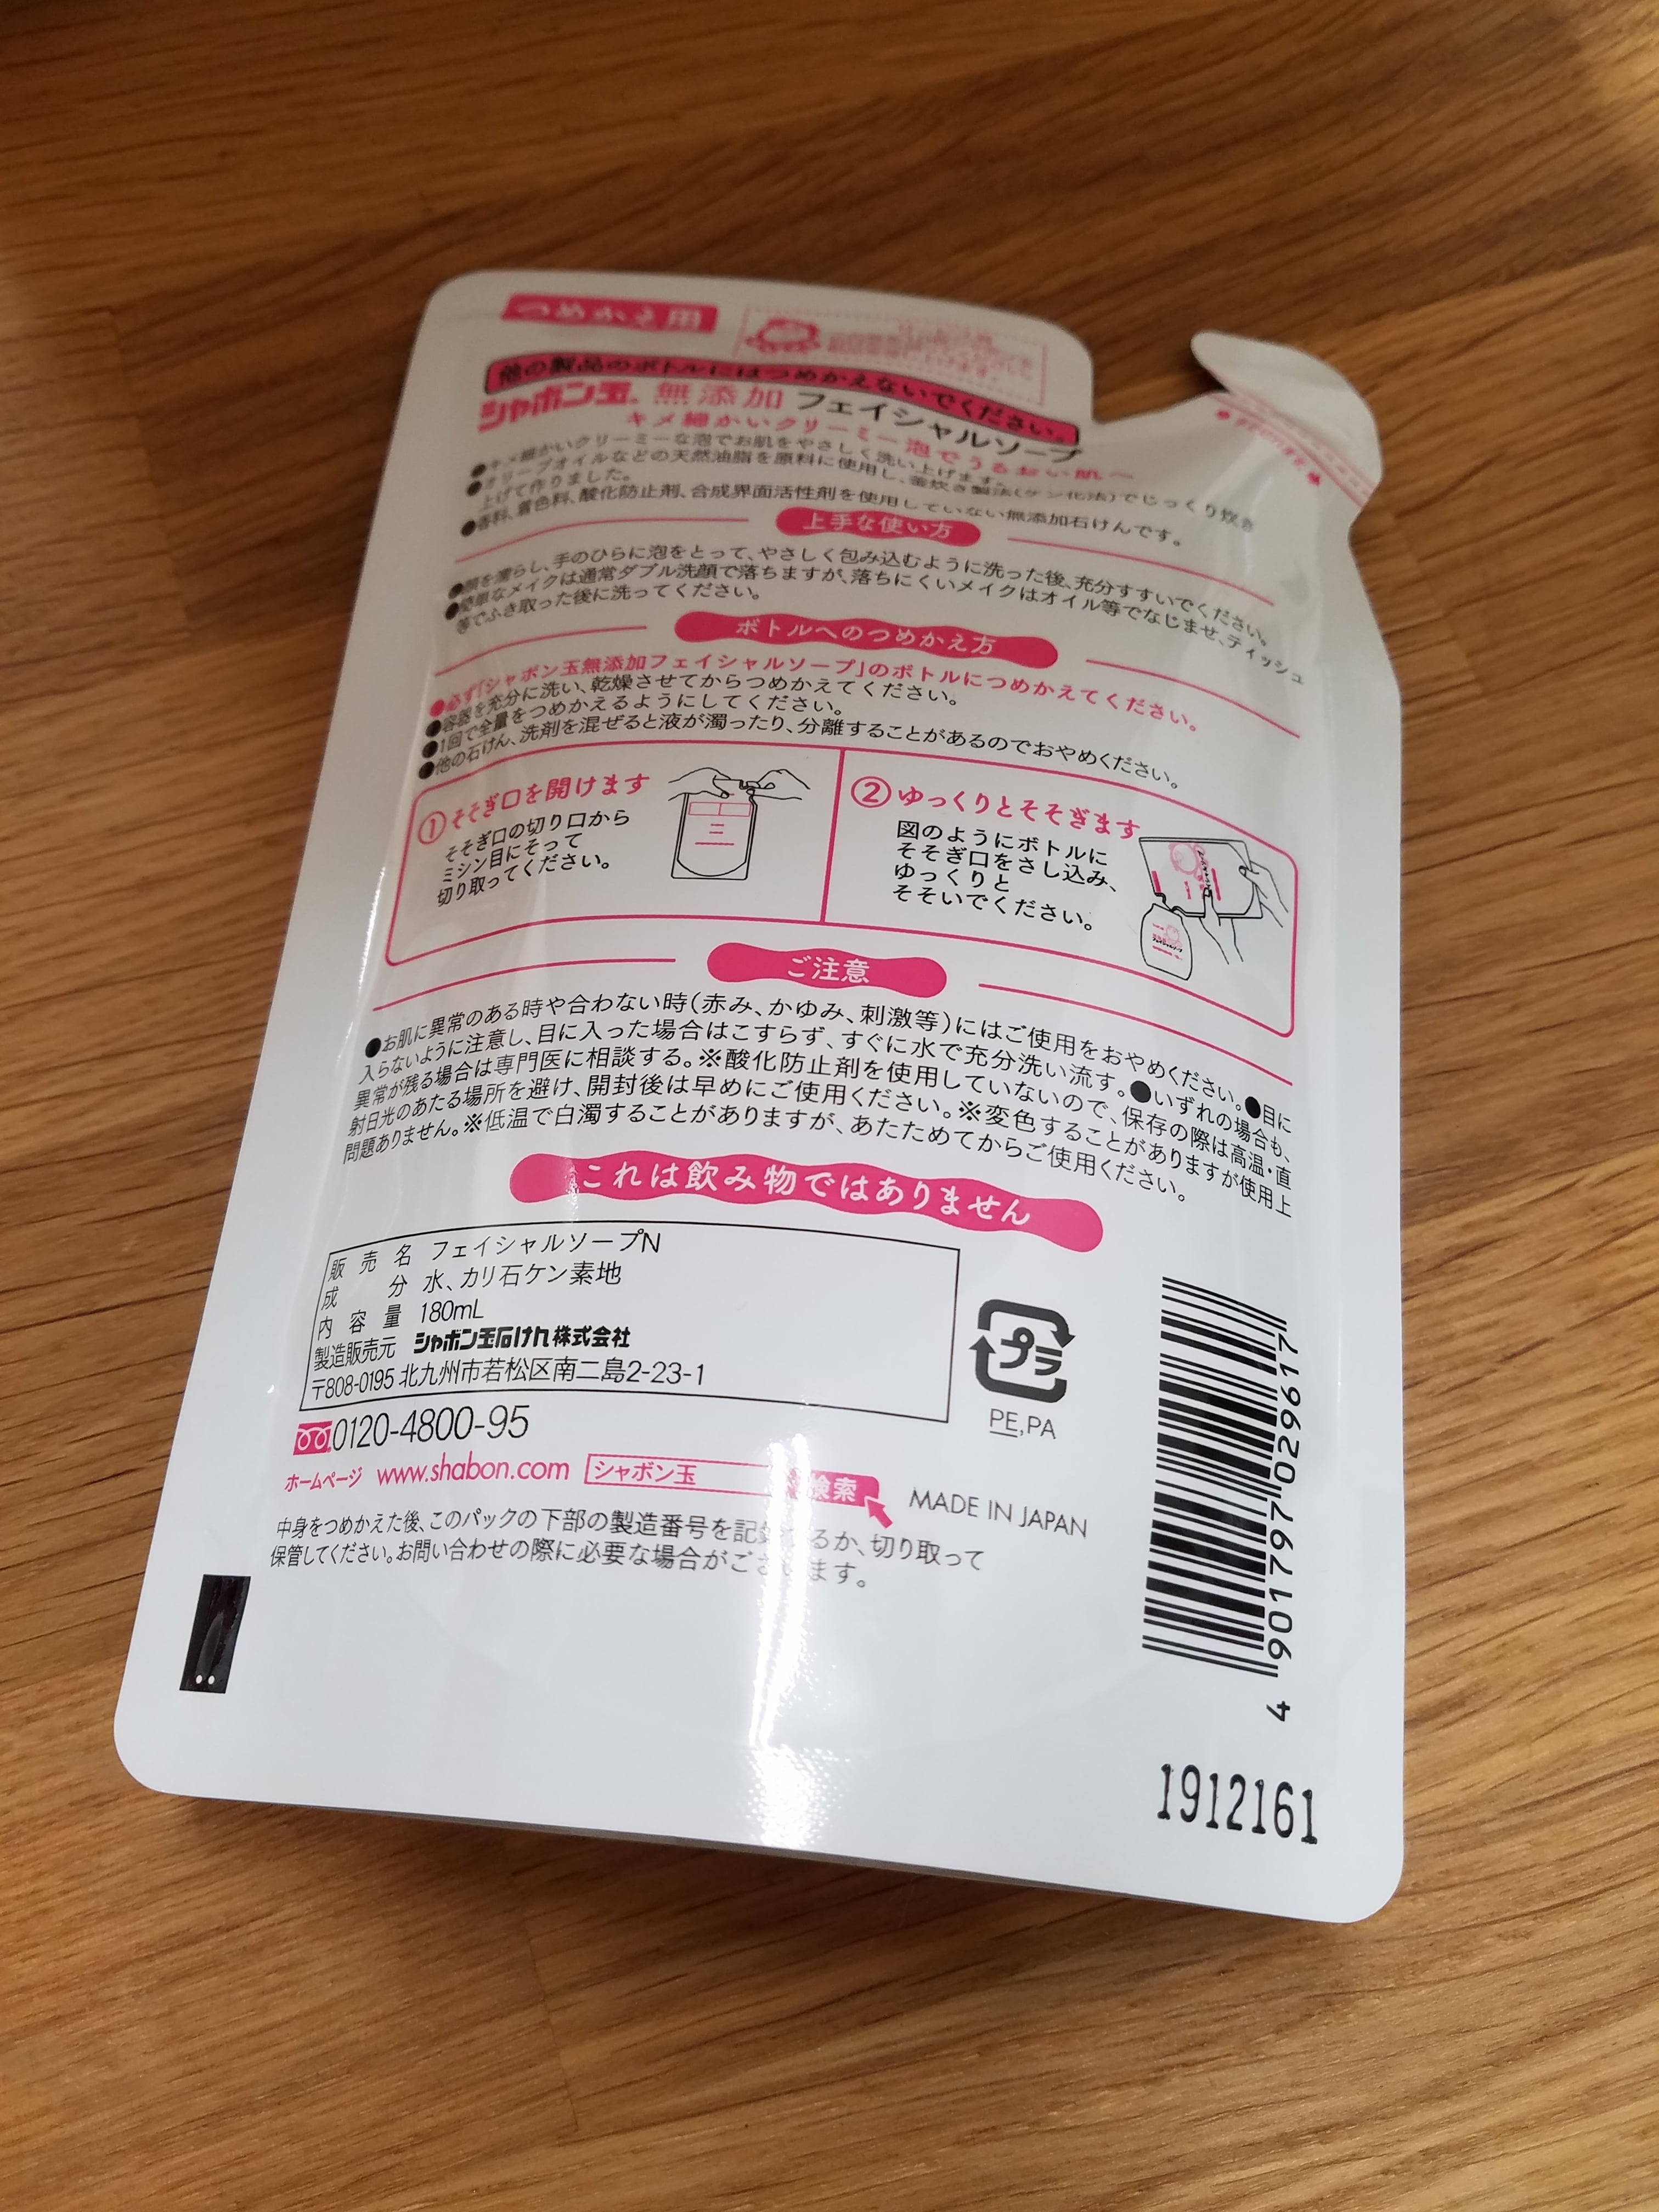 つめかえ用
他の製品のボトルにはつめかえないでください。
シャボン玉 無添加 フェイシャルソープ
キメ細かいクリーミー泡でうるおい肌へ
●キメ細かいクリーミーな泡でお肌をやさしく洗い上げます。
●オリーブオイルなどの天然油脂を原料に使用し、釜炊き製法(ケン化法)でじっくり炊き
上げて作りました。
●香料、着色料、酸化防止剤、合成界面活性剤を使用していない無添加石けんです。
上手な使い方
●顔を濡らし、手のひらに泡をとって、やさしく包み込むように洗った後、充分すすいでください。
●簡単なメイクは通常ダブル洗顔で落ちますが、落ちにくいメイクはオイル等でなじませ、ティッシュ
等でふき取った後に洗ってください。
ボトルへのつめかえ方
●必ず「シャボン玉無添加フェイシャルソープ」のボトルにつめかえてください。
●容器を充分に洗い、乾燥させてからつめかえてください。
●1回で全量をつめかえるようにしてください。
●他の石けん、洗剤を混ぜると液が濁ったり、分離することがあるのでおやめください。
①そそぎ口を開けます
そそぎ口の切り口から
ミシン目にそって
切り取ってください。
②ゆっくりとそそぎます
図のようにボトルに
そそぎ口をさし込み、
ゆっくりと
そそいでください。
ご注意
●お肌に異常のある時や合わない時(赤み、かゆみ、刺激等)にはご使用をおやめください。●目に
入らないように注意し、目に入った場合はこすらず、すぐに水で充分洗い流す。●いずれの場合も、
異常が残る場合は専門医に相談する。※酸化防止剤を使用していないので、保存の際は高温・直
射日光のあたる場所を避け、開封後は早めにご使用ください。※変色することがありますが使用上
問題ありません。※低温で白濁することがありますが、あたためてからご使用ください。
これは飲み物ではありません
販売名 フェイシャルソープN
成分 水、カリ石ケン素地
内容量 180mL
製造販売元 シャボン玉石けん株式会社
〒808-0195 北九州市若松区南二島2-23-1
プラ
PE,PA
0120-4800-95
ホームページ www.shabon.com シャボン玉 検索
MADE IN JAPAN
中身をつめかえた後、このパックの下部の製造番号を記録するか、切り取って
保管してください。お問い合わせの際に必要な場合がございます。
4 901797029617
1912161